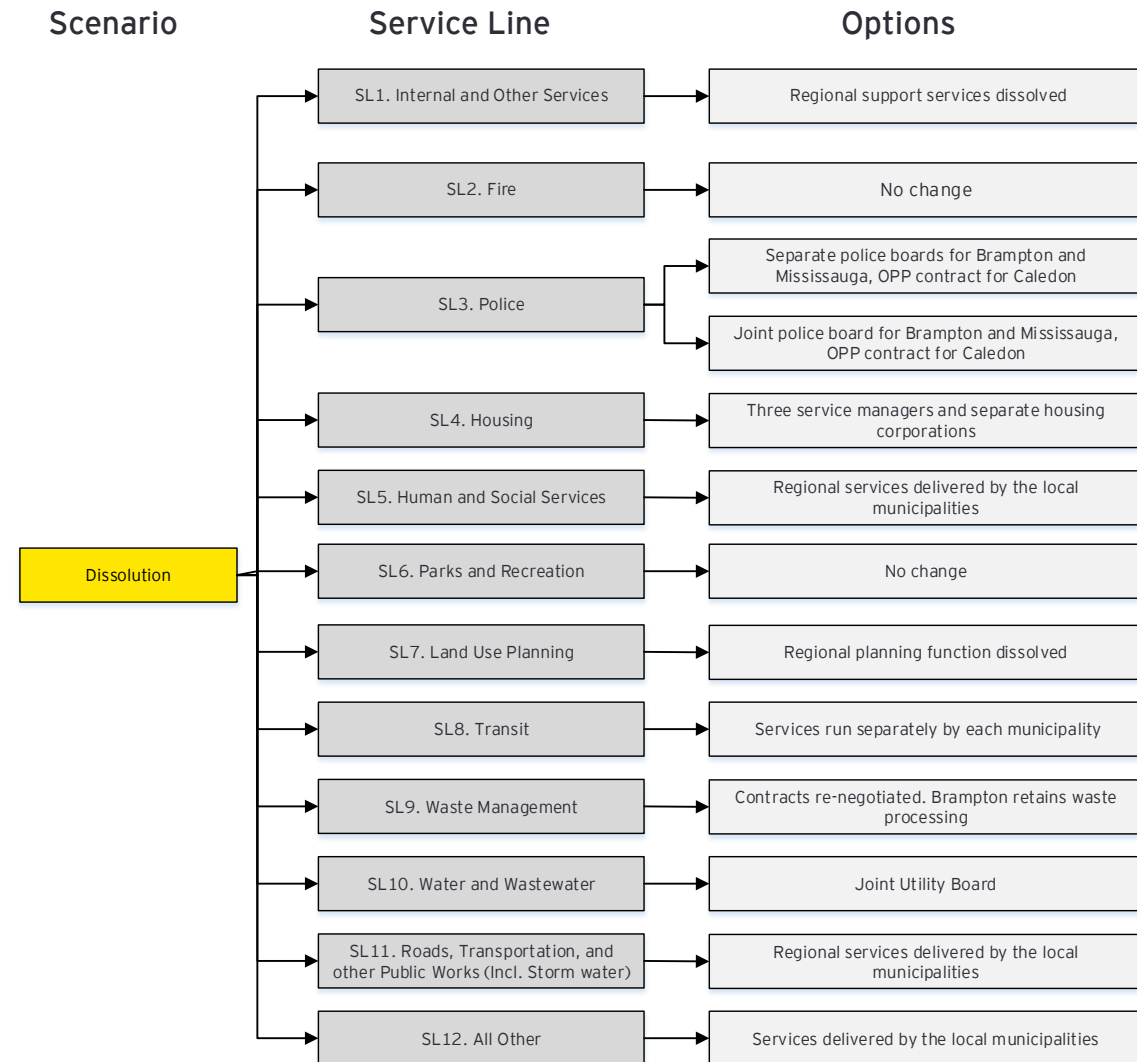 Scenario
Service Line
Options
SL1. Internal and Other Services
Regional support services dissolved
SL2. Fire
No change
SL3. Police
Separate police boards for Brampton and
Mississauga, OPP contract for Caledon
Joint police board for Brampton and Mississauga,
OPP contract for Caledon
SL4. Housing
Three service managers and separate housing
corporations
SL5. Human and Social Services
Regional services delivered by the local
municipalities
Dissolution
SL6. Parks and Recreation
No change
SL7. Land Use Planning
Regional planning function dissolved
SL8. Transit
Services run separately by each municipality
SL9. Waste Management
Contracts re-negotiated. Brampton retains waste
processing
SL10. Water and Wastewater
Joint Utility Board
SL11. Roads, Transportation, and
other Public Works (Incl. Storm water)
Regional services delivered by the local
municipalities
SL12. All Other
Services delivered by the local municipalities